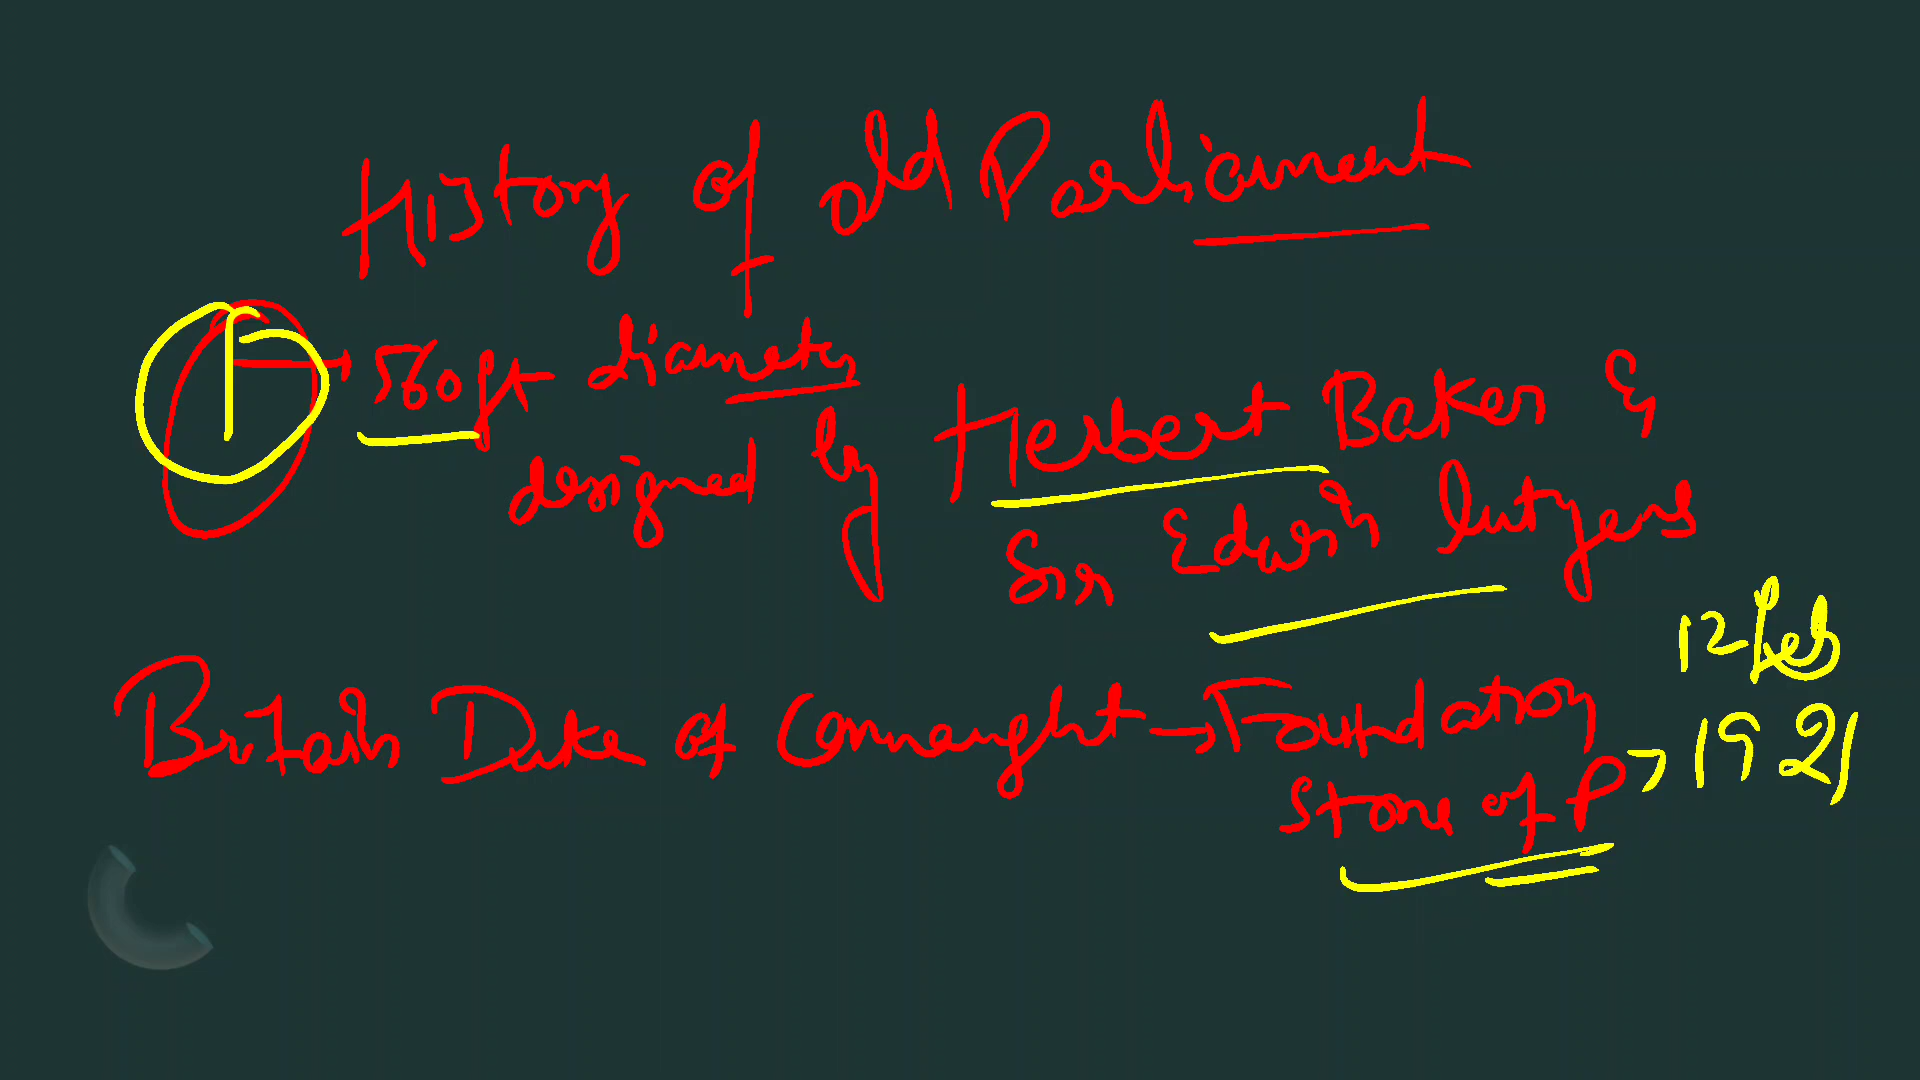 History of old Parliament
560ft diameter
designed by Herbert Baker &
Sir Edwin lutyens
Britain Duke of Connaught → Foundation
Stone of P → 12 Feb
1921